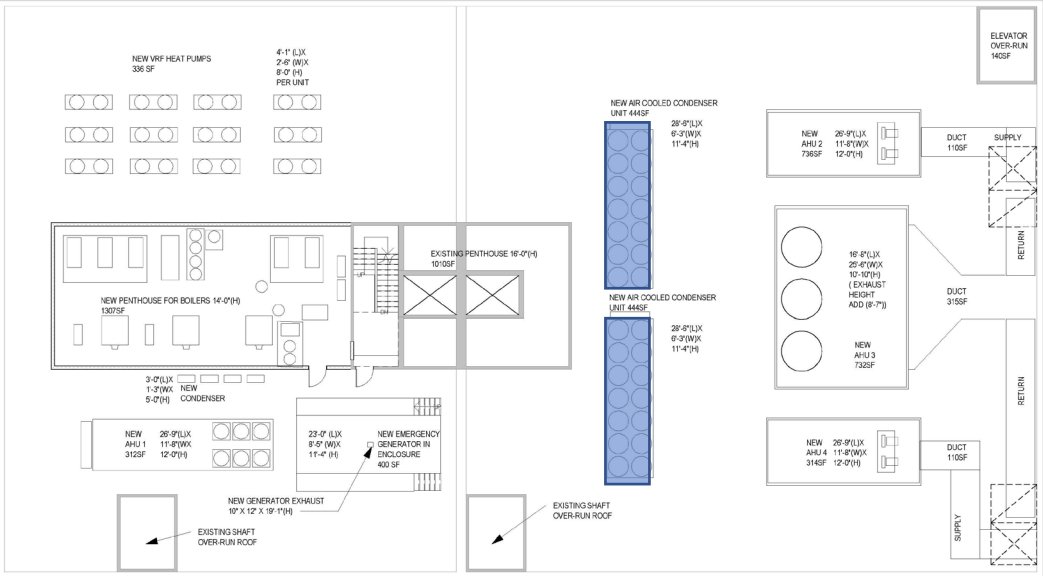 NEW VRF HEAT PUMPS
336 SF
4'-1" (L)X
2'-6" (W)X
8'-0" (H)
PER UNIT
ELEVATOR
OVER-RUN
140SF
NEW AIR COOLED CONDENSER
UNIT 444SF
28'-6"(L)X
6'-3"(W)X
11'-4"(H)
NEW
AHU 2
736SF
26'-9"(L)X
11'-8"(W)X
12'-0"(H)
DUCT
110SF
SUPPLY
RETURN
EXISTING PENTHOUSE 16'-0"(H)
1010SF
UP
DN
NEW PENTHOUSE FOR BOILERS 14'-0"(H)
1307SF
NEW AIR COOLED CONDENSER
UNIT 444SF
28'-6"(L)X
6'-3"(W)X
11'-4"(H)
16'-8"(L)X
25'-6"(W)X
10'-10"(H)
( EXHAUST
HEIGHT
ADD (8'-7"))
NEW
AHU 3
732SF
DUCT
315SF
RETURN
3'-0"(L)X
1'-3"(WX
5'-0"(H)
NEW
CONDENSER
NEW
AHU 1
312SF
26'-9"(L)X
11'-8"(WX
12'-0"(H)
23'-0" (L)X
8'-5" (W)X
11'-4" (H)
NEW EMERGENCY
GENERATOR IN
ENCLOSURE
400 SF
NEW
AHU 4
314SF
26'-9"(L)X
11'-8"(W)X
12'-0"(H)
DUCT
110SF
SUPPLY
NEW GENERATOR EXHAUST
10" X 12" X 19'-1"(H)
EXISTING SHAFT
OVER-RUN ROOF
EXISTING SHAFT
OVER-RUN ROOF